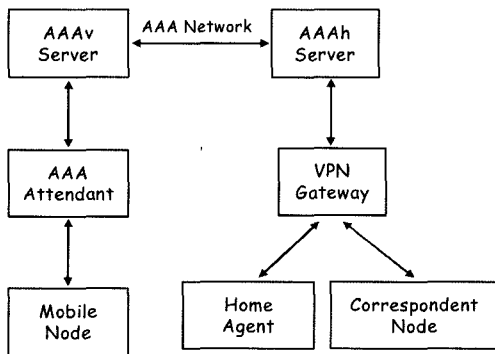 AAAv
Server
AAA Network
AAAh
Server
AAA
Attendant
VPN
Gateway
Mobile
Node
Home
Agent
Correspondent
Node